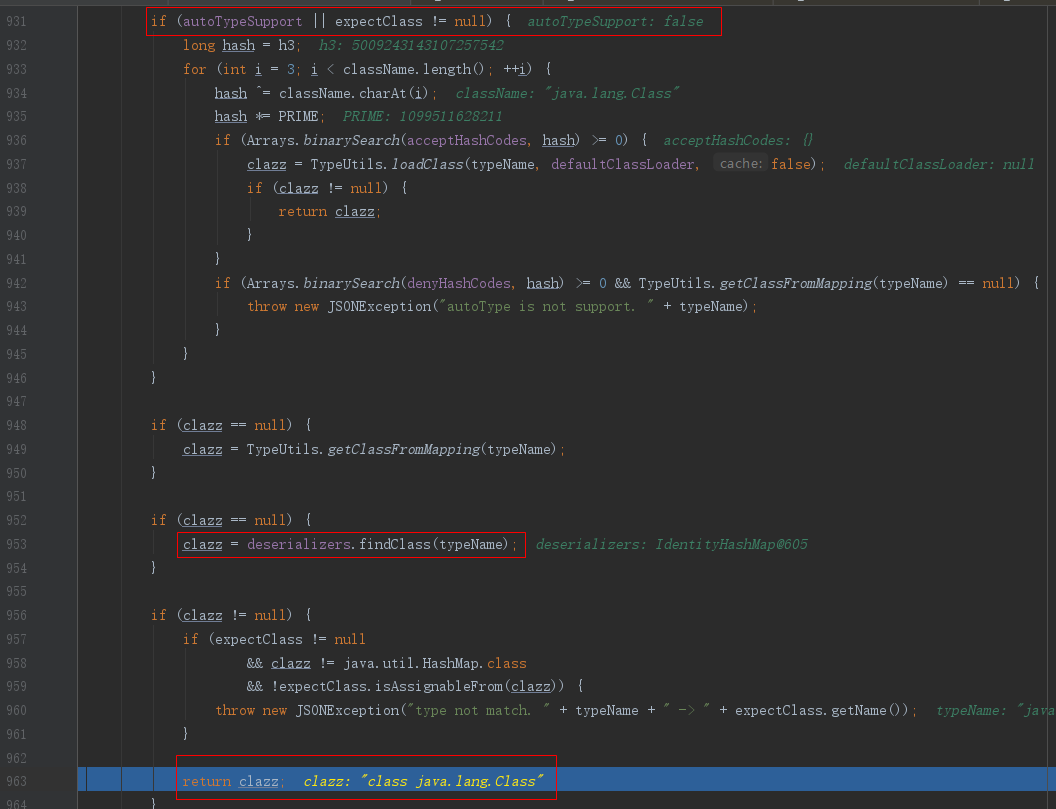 931 if (autoTypeSupport || expectClass != null) { autoTypeSupport: false
932 long hash = h3; h3: 5009243143107257542
933 for (int i = 3; i < className.length(); ++i) {
934 hash ^= className.charAt(i); className: "java.lang.Class"
935 hash *= PRIME; PRIME: 1099511628211
936 if (Arrays.binarySearch(acceptHashCodes, hash) >= 0) { acceptHashCodes: {}
937 clazz = TypeUtils.loadClass(typeName, defaultClassLoader, cache: false); defaultClassLoader: null
938 if (clazz != null) {
939 return clazz;
940 }
941 }
942 if (Arrays.binarySearch(denyHashCodes, hash) >= 0 && TypeUtils.getClassFromMapping(typeName) == null) {
943 throw new JSONException("autoType is not support. " + typeName);
944 }
945 }
946 }
947
948 if (clazz == null) {
949 clazz = TypeUtils.getClassFromMapping(typeName);
950 }
951
952 if (clazz == null) {
953 clazz = deserializers.findClass(typeName); deserializers: IdentityHashMap@605
954 }
955
956 if (clazz != null) {
957 if (expectClass != null
958 && clazz != java.util.HashMap.class
959 && !expectClass.isAssignableFrom(clazz)) {
960 throw new JSONException("type not match. " + typeName + " -> " + expectClass.getName()); typeName: "java
961 }
962
963 return clazz; clazz: "class java.lang.Class"
964 }